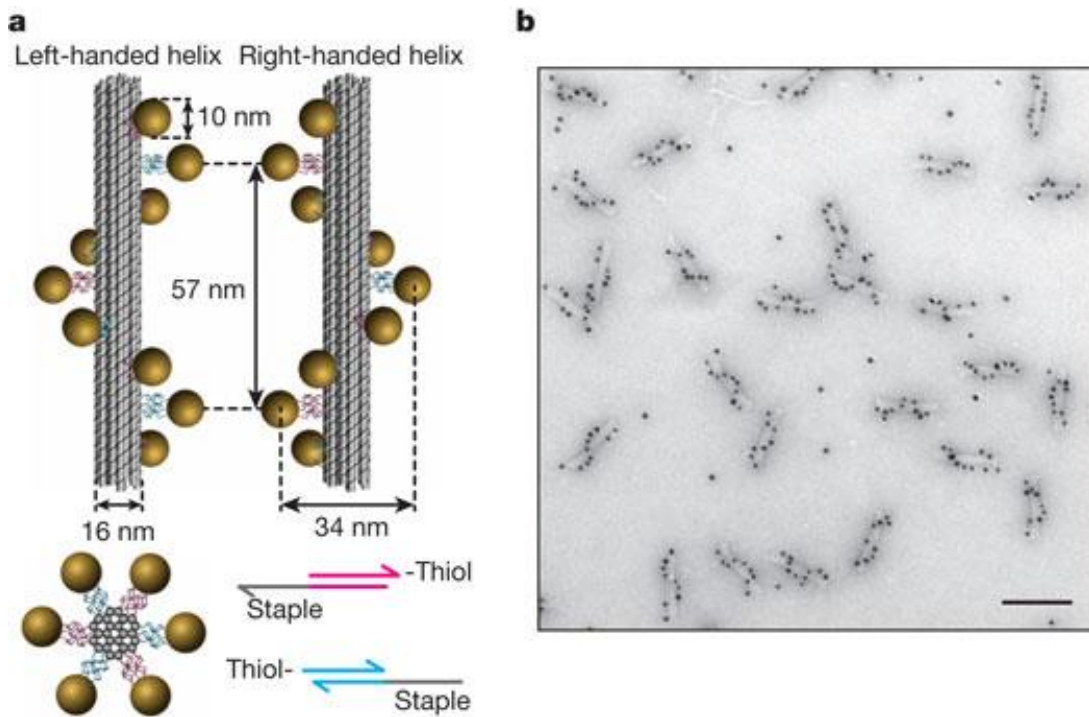 a
Left-handed helix Right-handed helix
10 nm
57 nm
16 nm
34 nm
-Thiol
Staple
Thiol-
Staple
b